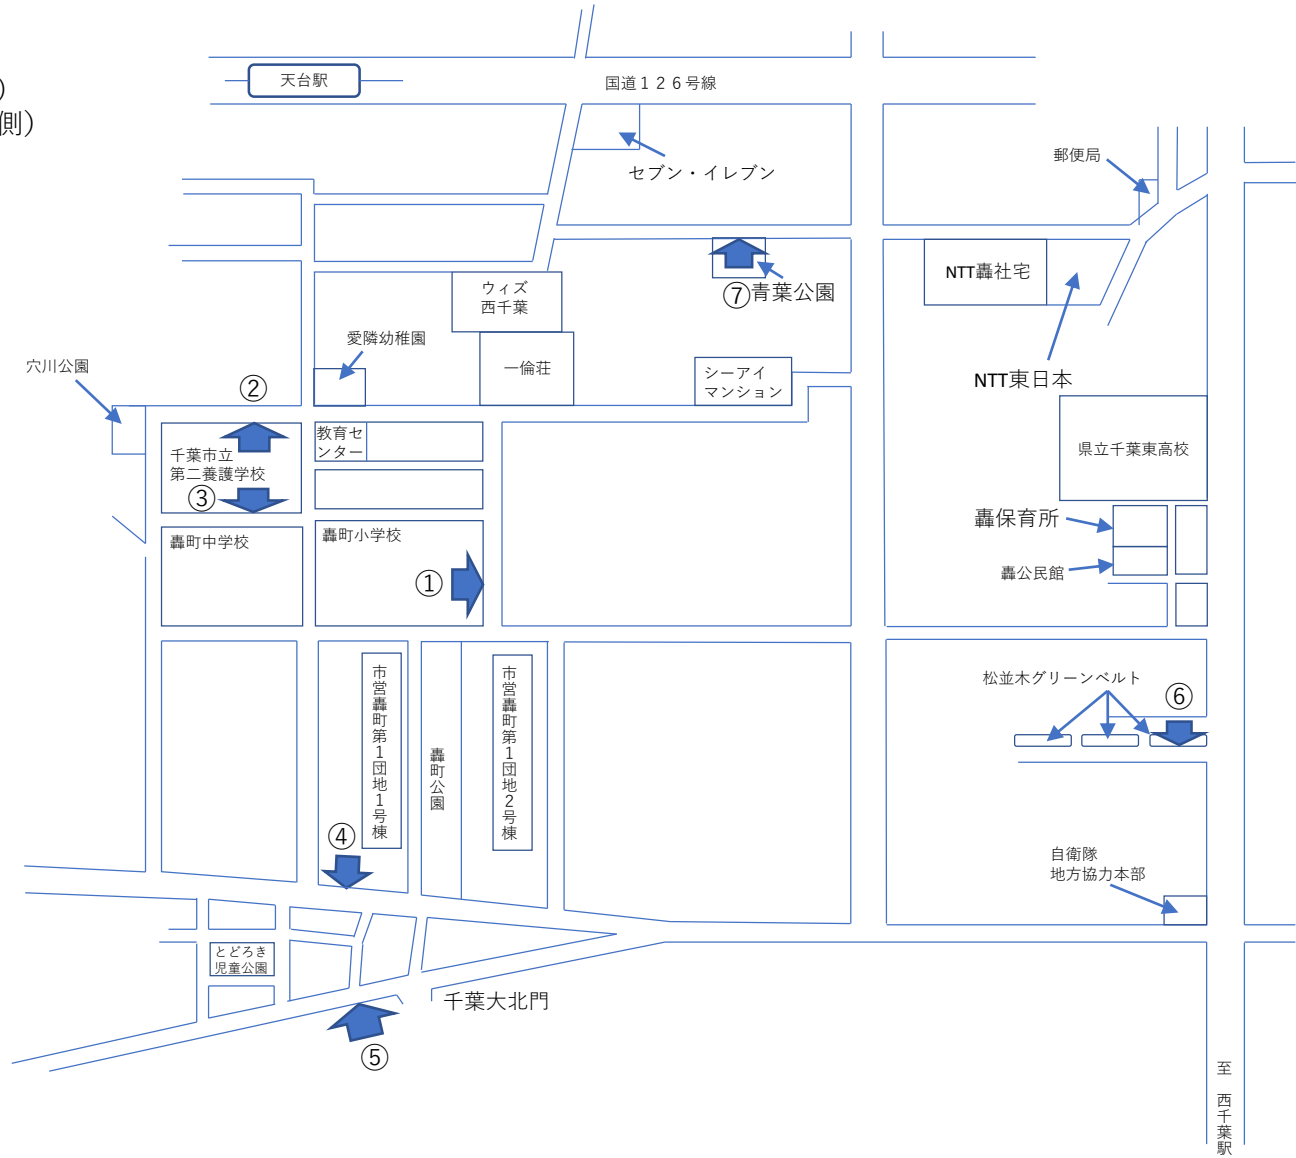 ）
側）
天台駅
国道１２６号線
セブン・イレブン
郵便局
NTT轟社宅
⑦青葉公園
ウィズ
西千葉
愛隣幼稚園
一倫荘
シーアイ
マンション
穴川公園
NTT東日本
②
教育セ
ンター
千葉市立
第二養護学校
③
県立千葉東高校
轟町中学校
轟町小学校
①
轟保育所
轟公民館
市営轟町第1団地1号棟
轟町公園
市営轟町第1団地2号棟
松並木グリーンベルト
⑥
④
自衛隊
地方協力本部
とどろき
児童公園
千葉大北門
⑤
至　西千葉駅